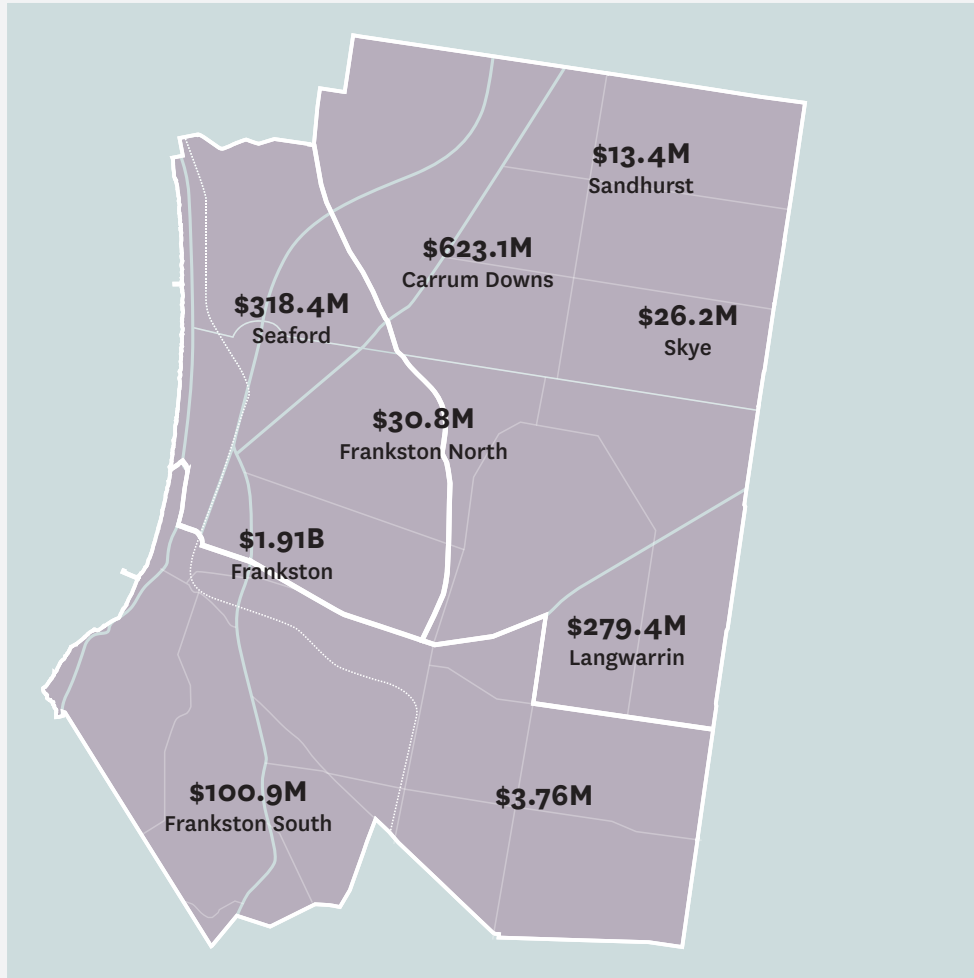 $13.4M
Sandhurst
$623.1M
Carrum Downs
$318.4M
Seaford
$26.2M
Skye
$30.8M
Frankston North
$1.91B
Frankston
$279.4M
Langwarrin
$100.9M
Frankston South
$3.76M